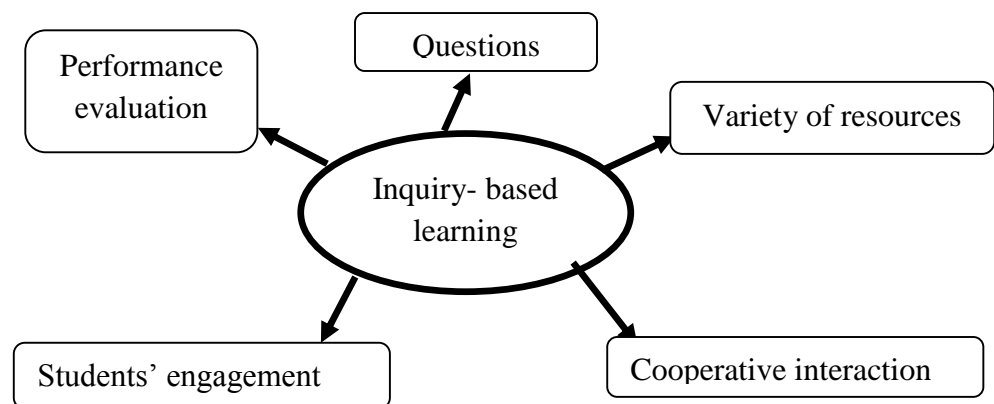 Questions
Performance
evaluation
Variety of resources
Inquiry- based
learning
Students’ engagement
Cooperative interaction